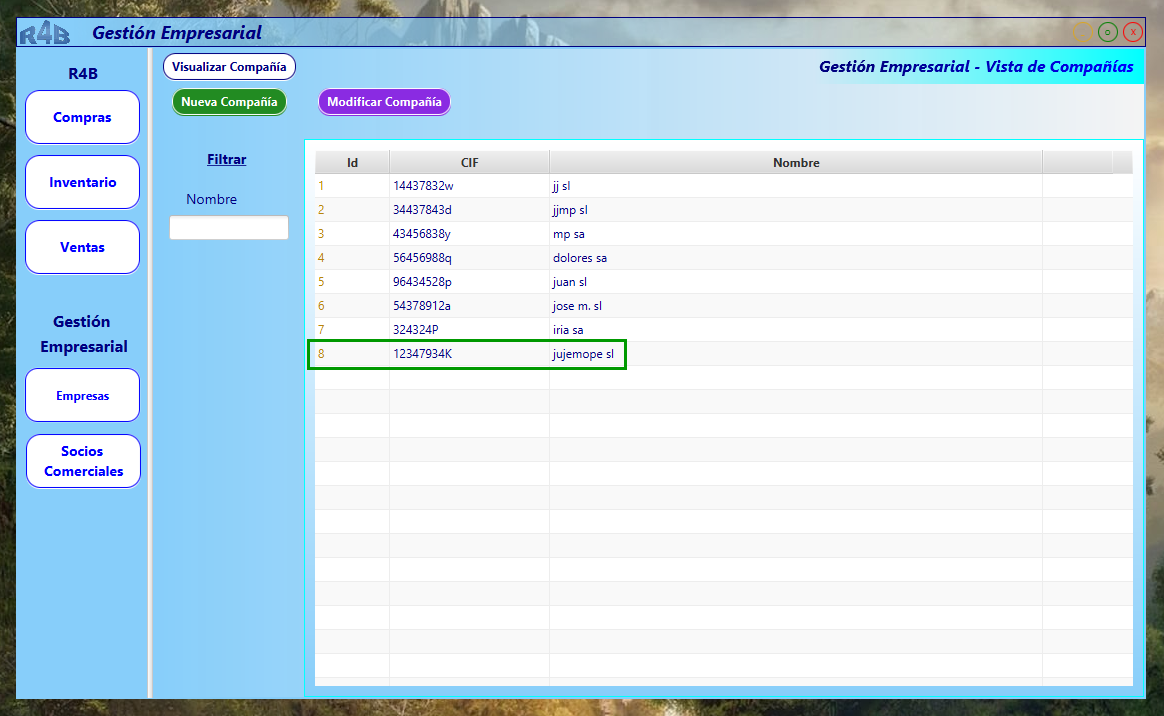 R4B Gestión Empresarial o x
R4B
Compras
Inventario
Ventas
Gestión
Empresarial
Empresas
Socios
Comerciales
Visualizar Compañía
Gestión Empresarial - Vista de Compañías
Nueva Compañía Modificar Compañía
Filtrar
Nombre
Id CIF Nombre
1 14437832w jj sl
2 34437843d jjmp sl
3 43456838y mp sa
4 56456988q dolores sa
5 96434528p juan sl
6 54378912a jose m. sl
7 324324P iria sa
8 12347934K jujemope sl